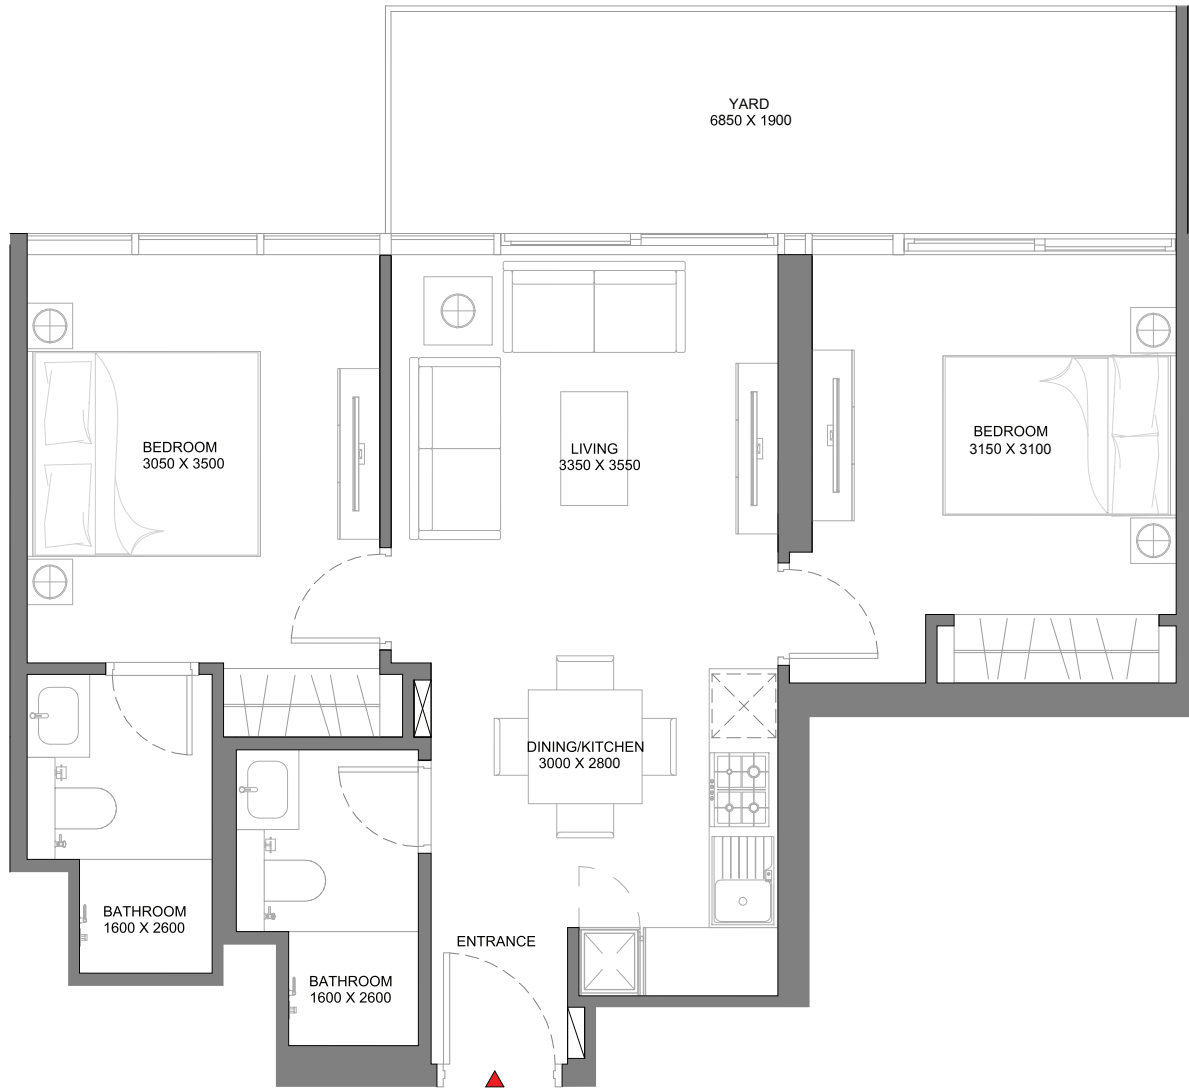 YARD
6850 X 1900
BEDROOM
3050 X 3500
LIVING
3350 X 3550
BEDROOM
3150 X 3100
DINING/KITCHEN
3000 X 2800
BATHROOM
1600 X 2600
ENTRANCE
BATHROOM
1600 X 2600